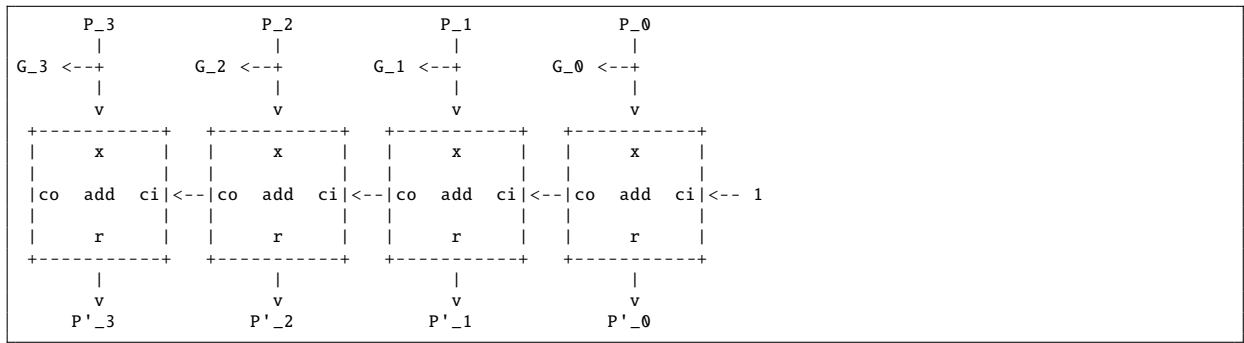 P_3 P_2 P_1 P_0
| | | |
G_3 <--+ G_2 <--+ G_1 <--+ G_0 <--+
| | | |
v v v v
+-----------+ +-----------+ +-----------+ +-----------+
| x | | x | | x | | x |
| | | | | | | |
|co add ci|<--|co add ci|<--|co add ci|<--|co add ci|<-- 1
| | | | | | | |
| r | | r | | r | | r |
+-----------+ +-----------+ +-----------+ +-----------+
| | | |
v v v v
P'_3 P'_2 P'_1 P'_0